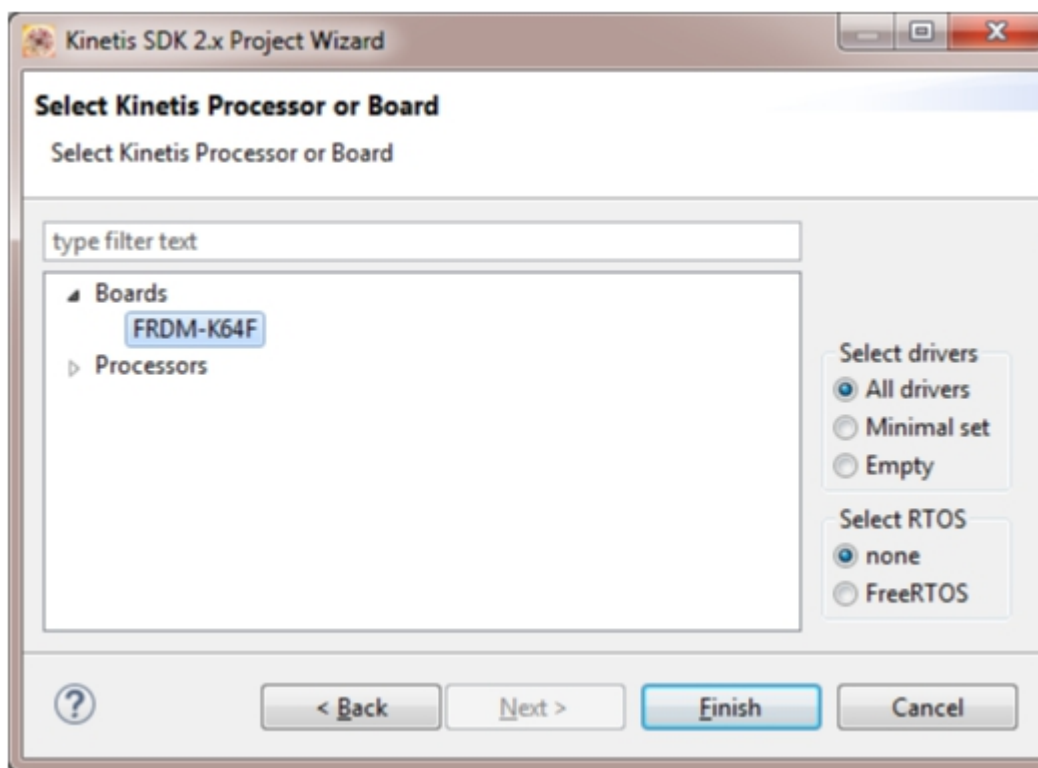 Kinetis SDK 2.x Project Wizard
Select Kinetis Processor or Board
Select Kinetis Processor or Board
type filter text
Boards
FRDM-K64F
Processors
Select drivers
All drivers
Minimal set
Empty
Select RTOS
none
FreeRTOS
?
< Back
Next >
Finish
Cancel